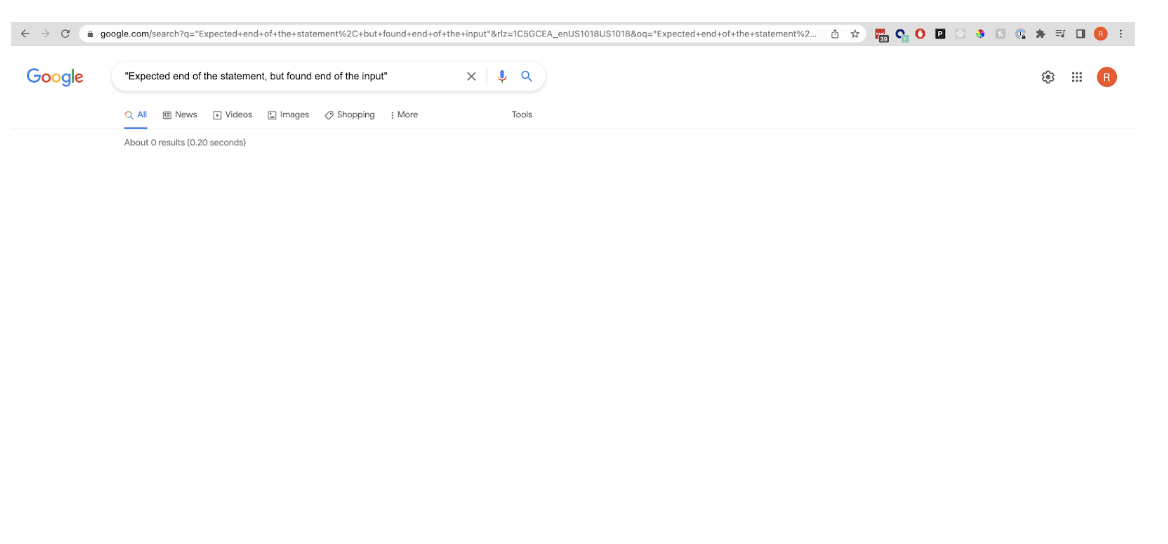 google.com/search?q="Expected+end+of+the+statement%2C+but+found+end+of+the+input"&rlz=1C5GCEA_enUS1018US1018&oq="Expected+end+of+the+statement%2... 39 1 P R
Google "Expected end of the statement, but found end of the input" R
All News Videos Images Shopping More Tools
About 0 results (0.20 seconds)